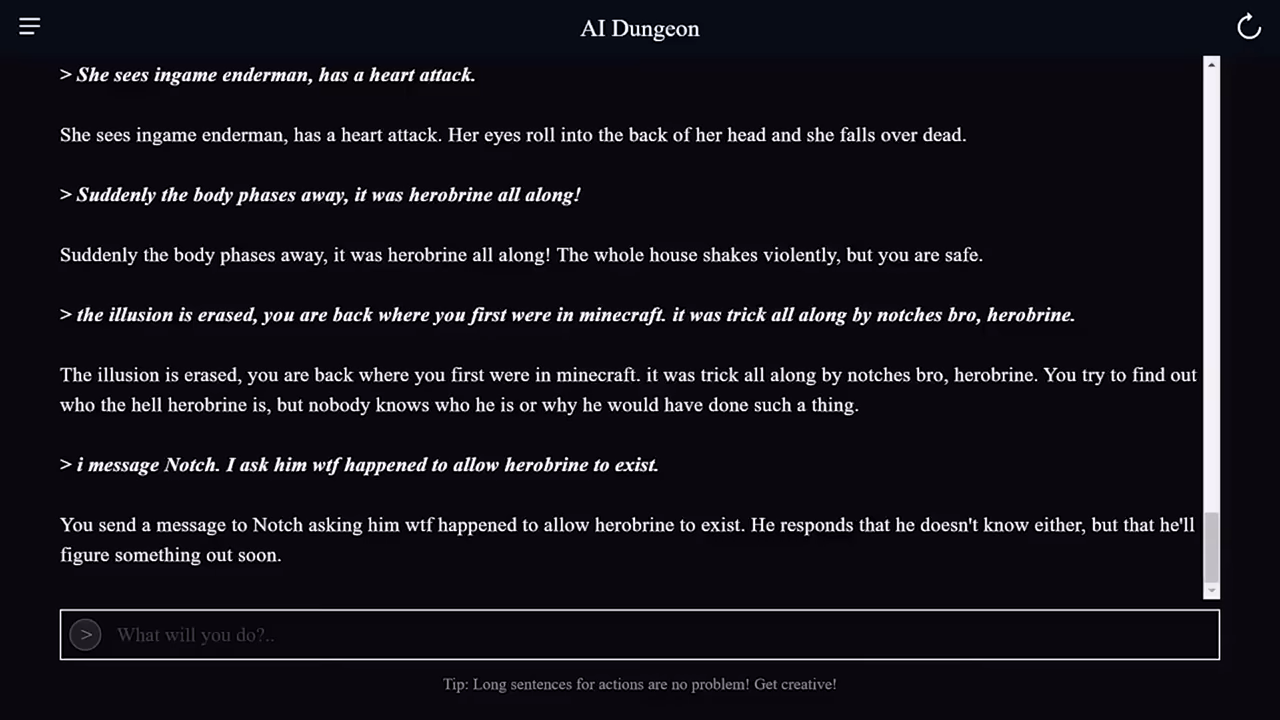 AI Dungeon
> She sees ingame enderman, has a heart attack.
She sees ingame enderman, has a heart attack. Her eyes roll into the back of her head and she falls over dead.
> Suddenly the body phases away, it was herobrine all along!
Suddenly the body phases away, it was herobrine all along! The whole house shakes violently, but you are safe.
> the illusion is erased, you are back where you first were in minecraft. it was trick all along by notches bro, herobrine.
The illusion is erased, you are back where you first were in minecraft. it was trick all along by notches bro, herobrine. You try to find out
who the hell herobrine is, but nobody knows who he is or why he would have done such a thing.
> i message Notch. I ask him wtf happened to allow herobrine to exist.
You send a message to Notch asking him wtf happened to allow herobrine to exist. He responds that he doesn't know either, but that he'll
figure something out soon.
> What will you do?..
Tip: Long sentences for actions are no problem! Get creative!